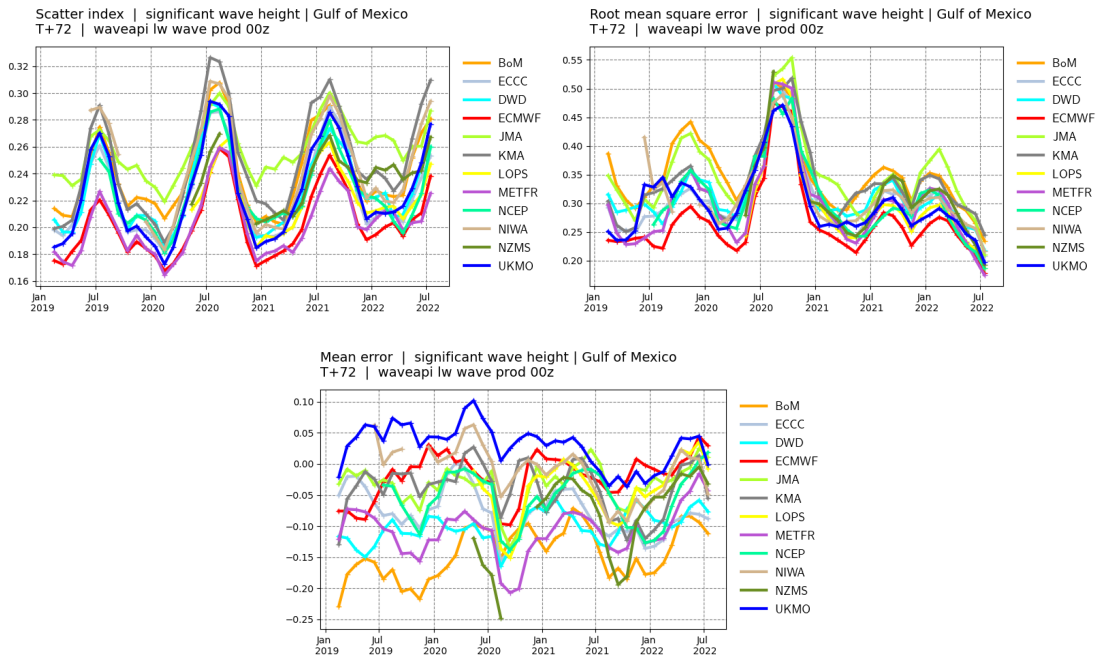 Scatter index | significant wave height | Gulf of Mexico
T+72 | waveapi lw wave prod 00z
0.32
0.30
0.28
0.26
0.24
0.22
0.20
0.18
0.16
Jan 2019
Jul
Jan 2020
Jul 2020
Jan 2021
Jul 2021
Jan 2022
Jul 2022
BoM
ECCC
DWD
ECMWF
JMA
KMA
LOPS
METFR
NCEP
NIWA
NZMS
UKMO
Root mean square error | significant wave height | Gulf of Mexico
T+72 | waveapi lw wave prod 00z
0.55
0.50
0.45
0.40
0.35
0.30
0.25
0.20
Jan 2019
Jul 2019
Jan 2020
Jul 2020
Jan 2021
Jul 2021
Jan 2022
Jul 2022
BoM
ECCC
DWD
ECMWF
JMA
KMA
LOPS
METFR
NCEP
NIWA
NZMS
UKMO
Mean error | significant wave height | Gulf of Mexico
T+72 | waveapi lw wave prod 00z
0.10
0.05
0.00
−0.05
−0.10
−0.15
−0.20
−0.25
Jan 2019
Jul 2019
Jan 2020
Jul 2020
Jan 2021
Jul 2021
Jan 2022
Jul 2022
BoM
ECCC
DWD
ECMWF
JMA
KMA
LOPS
METFR
NCEP
NIWA
NZMS
UKMO